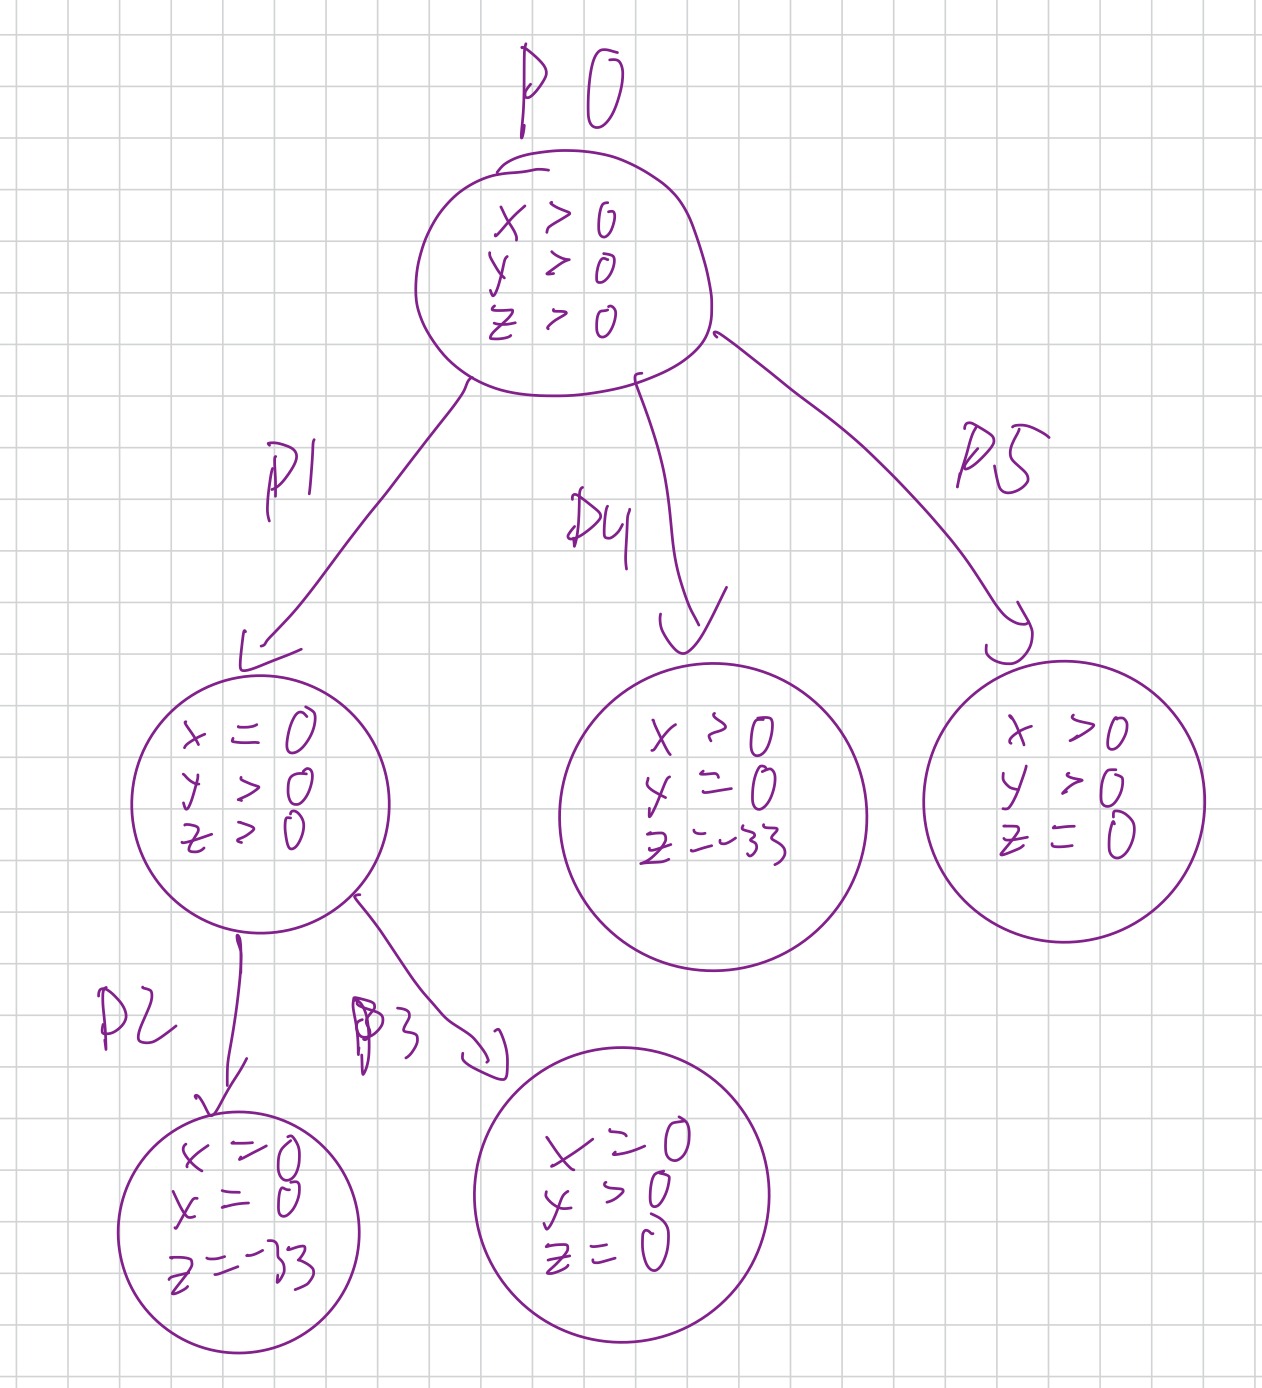 P 0
x > 0
y > 0
z > 0
P1
P4
P5
x = 0
y > 0
z > 0
x > 0
y = 0
z = -33
x > 0
y > 0
z = 0
P2
P3
x = 0
y = 0
z = -33
x = 0
y > 0
z = 0